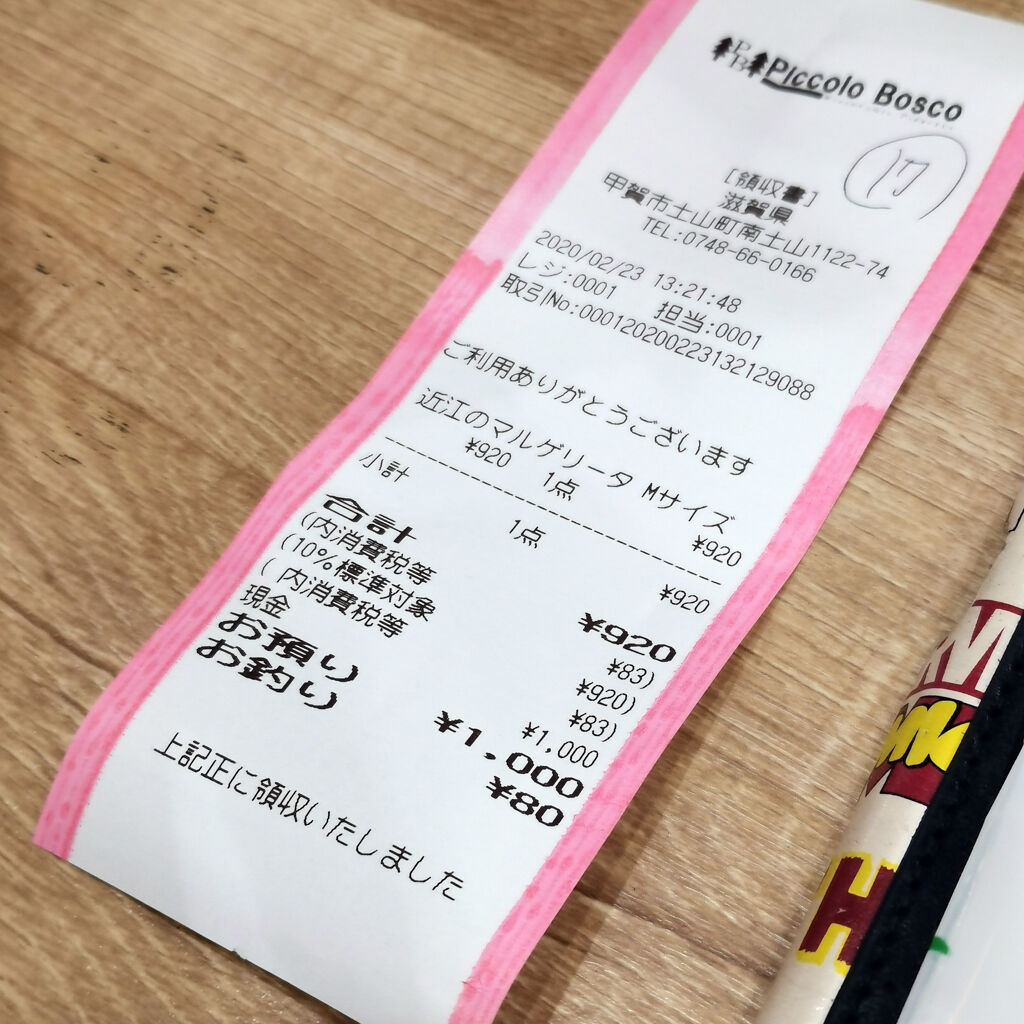 PB Piccolo Bosco
17
[領収書]
滋賀県
甲賀市土山町南土山1122-74
TEL:0748-66-0166
2020/02/23 13:21:48
レジ:0001 担当:0001
取引No:00012020022313212908​8
ご利用ありがとうございます
近江のマルゲリータ Mサイズ
¥920 1点 ¥920
小計 1点 ¥920
合計 ¥920
(内消費税等 ¥83)
(10%標準対象 ¥920)
( 内消費税等 ¥83)
現金 ¥1,000
お預り ¥1,000
お釣り ¥80
上記正に領収いたしました